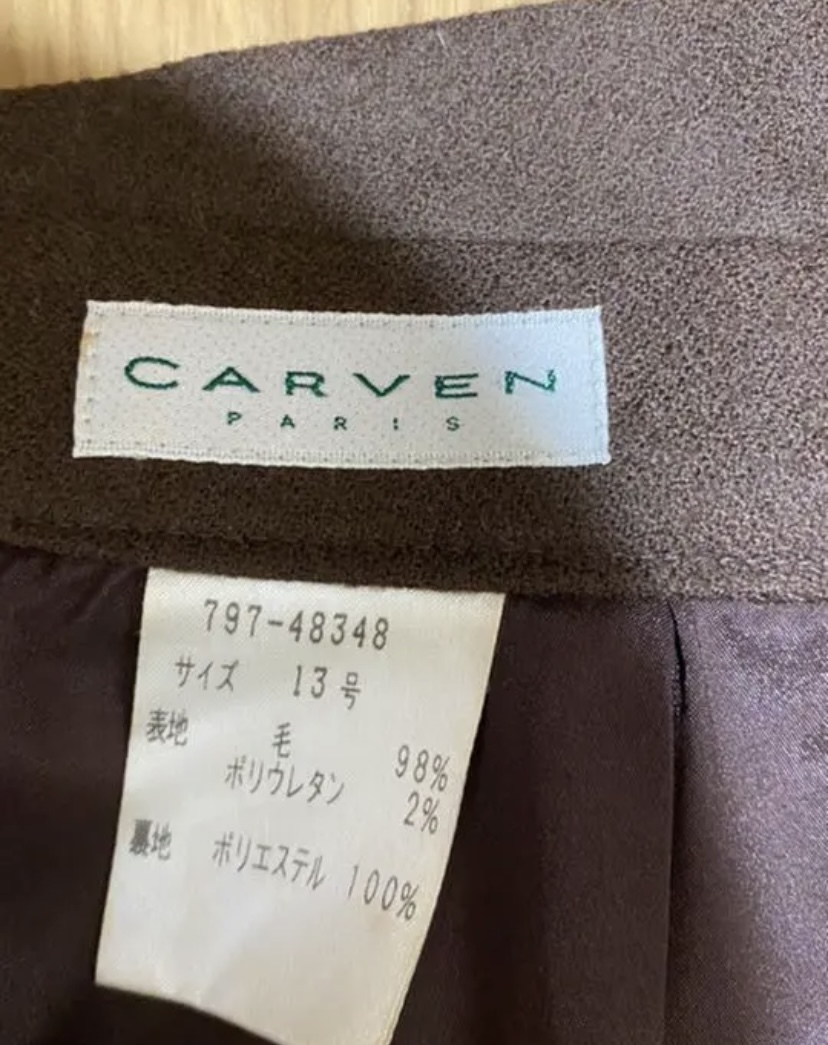 CARVEN
PARIS
797-48348
サイズ 13号
表地 毛 98%
ポリウレタン 2%
裏地 ポリエステル 100%